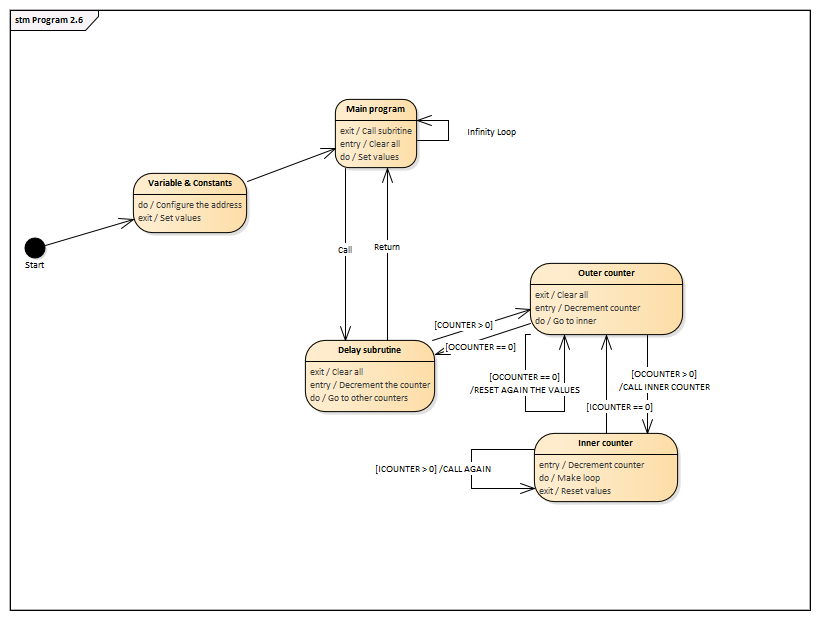 stm Program 2.6
Main program
exit / Call subritine
entry / Clear all
do / Set values
Infinity Loop
Variable & Constants
do / Configure the address
exit / Set values
Start
Call
Return
Outer counter
exit / Clear all
entry / Decrement counter
do / Go to inner
[COUNTER > 0]
[OCOUNTER == 0]
Delay subrutine
exit / Clear all
entry / Decrement the counter
do / Go to other counters
[OCOUNTER == 0]
/RESET AGAIN THE VALUES
[OCOUNTER > 0]
/CALL INNER COUNTER
[ICOUNTER == 0]
Inner counter
entry / Decrement counter
do / Make loop
exit / Reset values
[ICOUNTER > 0] /CALL AGAIN